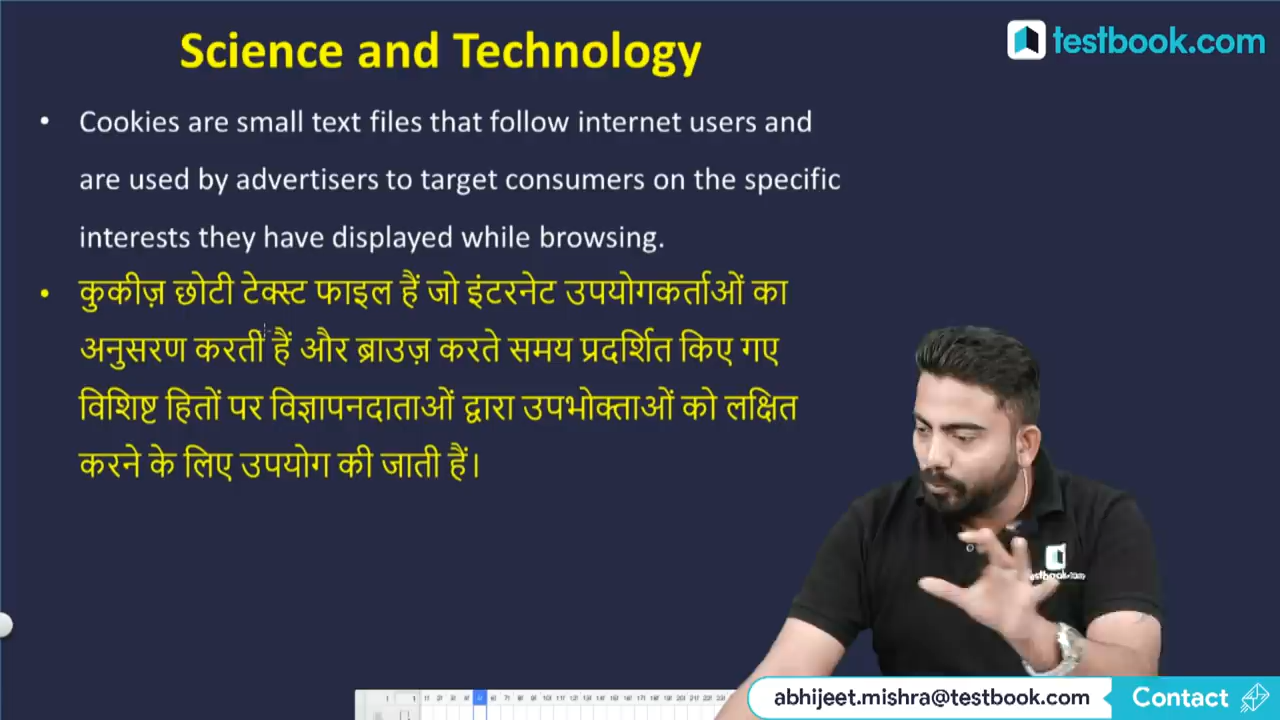 Science and Technology
testbook.com
• Cookies are small text files that follow internet users and
are used by advertisers to target consumers on the specific
interests they have displayed while browsing.
• कुकीज़ छोटी टेक्स्ट फाइल हैं जो इंटरनेट उपयोगकर्ताओं का
अनुसरण करतीं हैं और ब्राउज़ करते समय प्रदर्शित किए गए
विशिष्ट हितों पर विज्ञापनदाताओं द्वारा उपभोक्ताओं को लक्षित
करने के लिए उपयोग की जाती हैं।
testbook.com
abhijeet.mishra@testbook.com
Contact